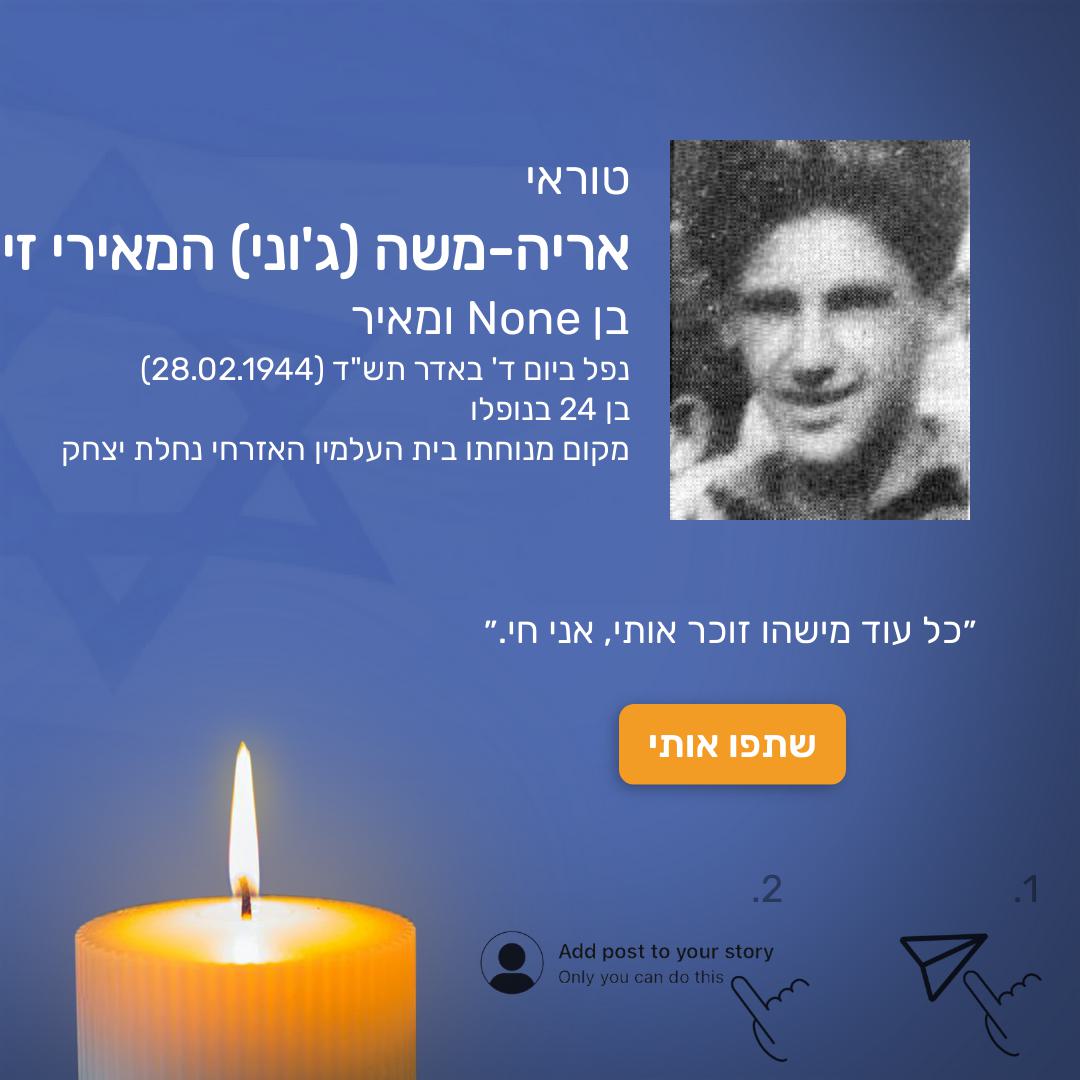 טוראי
אריה-משה (ג'וני) המאירי זי
בן None ומאיר
נפל ביום ד' באדר תש"ד (28.02.1944)
בן 24 בנופלו
מקום מנוחתו בית העלמין האזרחי נחלת יצחק
״כל עוד מישהו זוכר אותי, אני חי.״
שתפו אותי
.1
.2
Add post to your story
Only you can do this